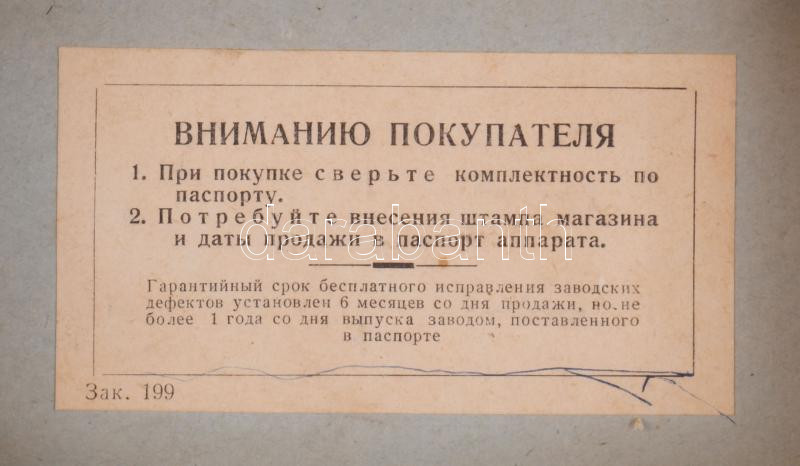 ВНИМАНИЮ ПОКУПАТЕЛЯ
1. При покупке сверьте комплектность по
паспорту.
2. Потребуйте внесения штампа магазина
и даты продажи в паспорт аппарата.
darabanth
Гарантийный срок бесплатного исправления заводских
дефектов установлен 6 месяцев со дня продажи, но не
более 1 года со дня выпуска заводом, поставленного
в паспорте
Зак. 199